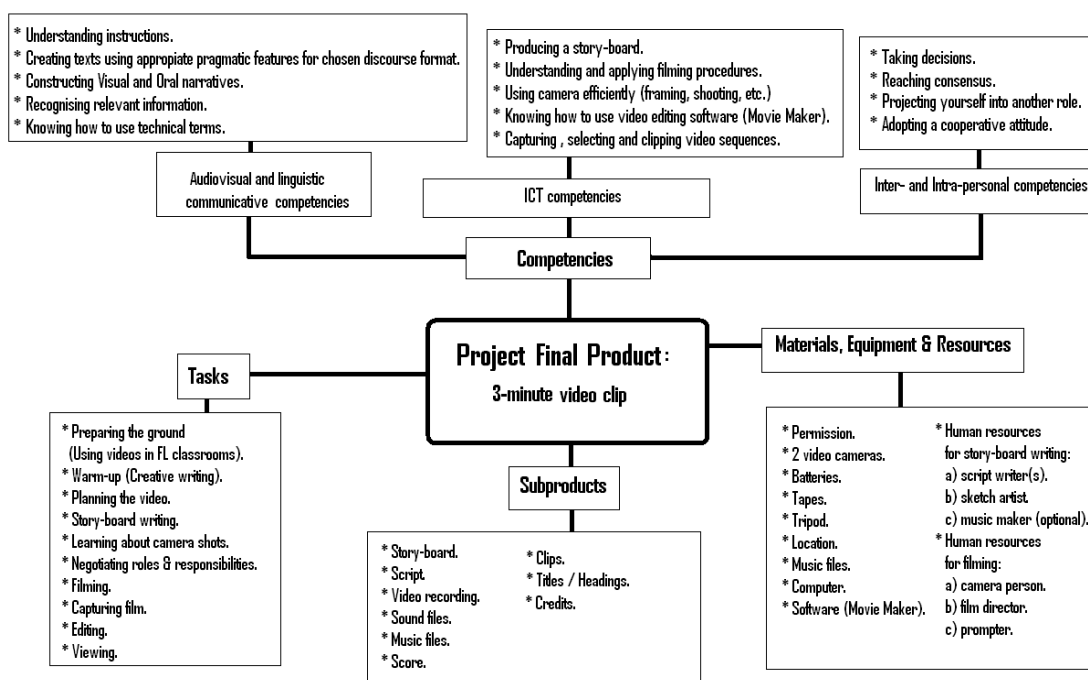 * Understanding instructions.
* Creating texts using appropiate pragmatic features for chosen discourse format.
* Constructing Visual and Oral narratives.
* Recognising relevant information.
* Knowing how to use technical terms.
* Producing a story-board.
* Understanding and applying filming procedures.
* Using camera efficiently (framing, shooting, etc.)
* Knowing how to use video editing software (Movie Maker).
* Capturing , selecting and clipping video sequences.
* Taking decisions.
* Reaching consensus.
* Projecting yourself into another role.
* Adopting a cooperative attitude.
Audiovisual and linguistic
communicative competencies
ICT competencies
Inter- and Intra-personal competencies
Competencies
Project Final Product:
3-minute video clip
Tasks
* Preparing the ground
(Using videos in FL classrooms).
* Warm-up (Creative writing).
* Planning the video.
* Story-board writing.
* Learning about camera shots.
* Negotiating roles & responsibilities.
* Filming.
* Capturing film.
* Editing.
* Viewing.
Subproducts
* Story-board.
* Script.
* Video recording.
* Sound files.
* Music files.
* Score.
* Clips.
* Titles / Headings.
* Credits.
Materials, Equipment & Resources
* Permission.
* 2 video cameras.
* Batteries.
* Tapes.
* Tripod.
* Location.
* Music files.
* Computer.
* Software (Movie Maker).
* Human resources
for story-board writing:
a) script writer(s).
b) sketch artist.
c) music maker (optional).
* Human resources
for filming:
a) camera person.
b) film director.
c) prompter.